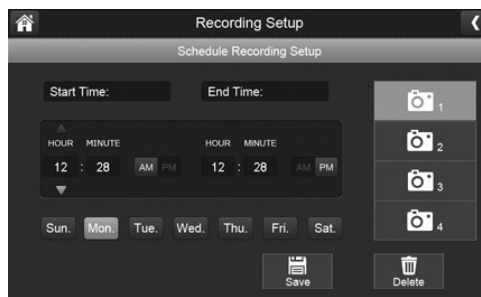 Recording Setup
Schedule Recording Setup
Start Time: End Time:
HOUR MINUTE HOUR MINUTE
12 : 28 AM PM 12 : 28 AM PM
Sun. Mon. Tue. Wed. Thu. Fri. Sat.
1
2
3
4
Save Delete